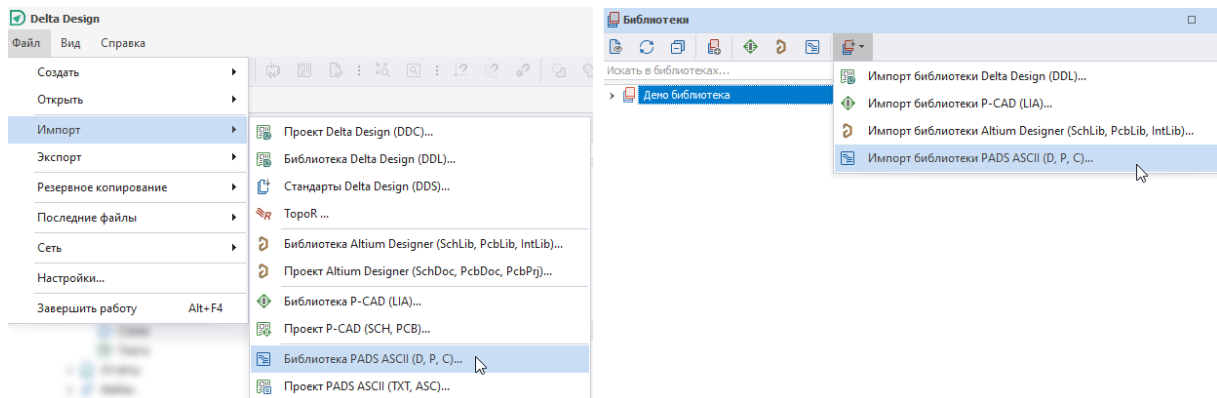 Delta Design
Файл Вид Справка
Создать
Открыть
Импорт
Экспорт
Резервное копирование
Последние файлы
Сеть
Настройки...
Завершить работу Alt+F4
Проект Delta Design (DDC)...
Библиотека Delta Design (DDL)...
Стандарты Delta Design (DDS)...
TopoR ...
Библиотека Altium Designer (SchLib, PcbLib, IntLib)...
Проект Altium Designer (SchDoc, PcbDoc, PcbPrj)...
Библиотека P-CAD (LIA)...
Проект P-CAD (SCH, PCB)...
Библиотека PADS ASCII (D, P, C)...
Проект PADS ASCII (TXT, ASC)...
Библиотеки
Искать в библиотеках...
Демо библиотека
Импорт библиотеки Delta Design (DDL)...
Импорт библиотеки P-CAD (LIA)...
Импорт библиотеки Altium Designer (SchLib, PcbLib, IntLib)...
Импорт библиотеки PADS ASCII (D, P, C)...